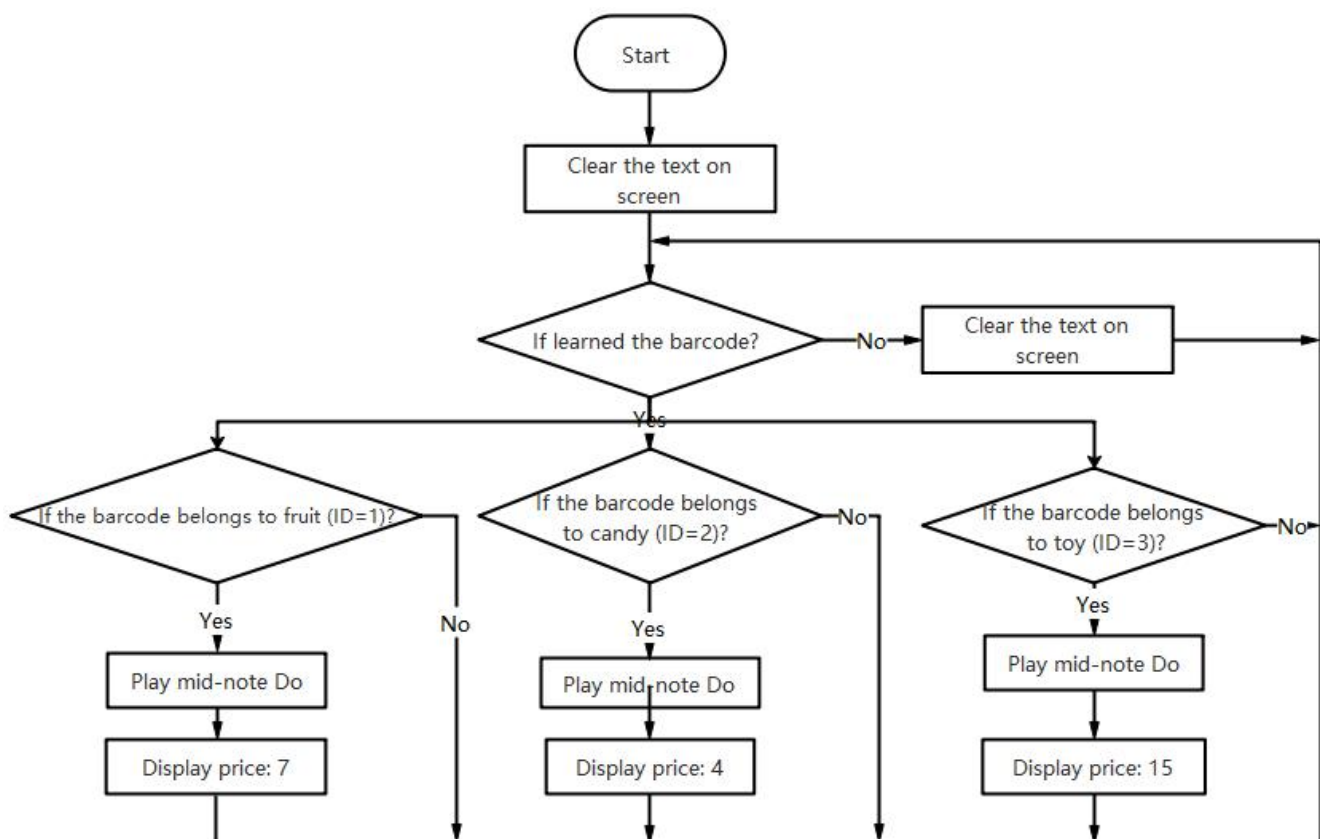 Start
Clear the text on
screen
If learned the barcode?
No
Clear the text on
screen
Yes
If the barcode belongs to fruit (ID=1)?
If the barcode belongs
to candy (ID=2)?
No
If the barcode belongs
to toy (ID=3)?
No
Yes
No
Yes
Yes
Play mid-note Do
Play mid-note Do
Play mid-note Do
Display price: 7
Display price: 4
Display price: 15